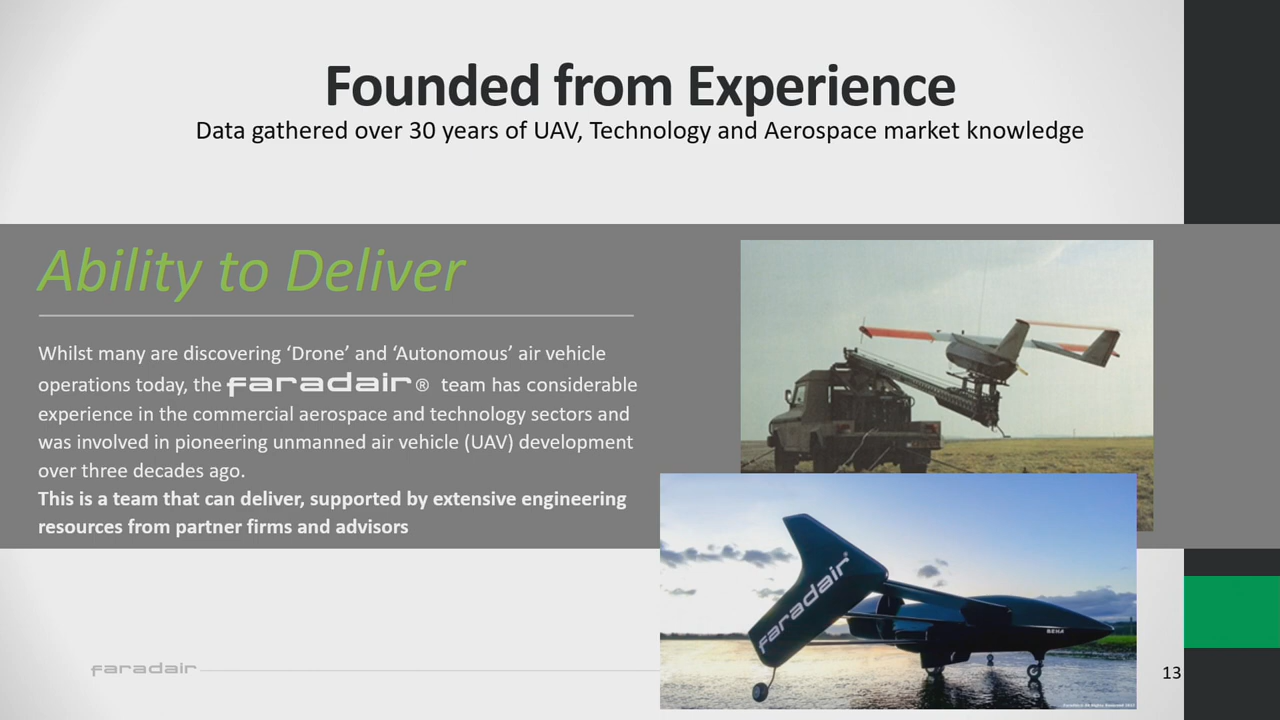 Founded from Experience
Data gathered over 30 years of UAV, Technology and Aerospace market knowledge
Ability to Deliver
Whilst many are discovering ‘Drone’ and ‘Autonomous’ air vehicle
operations today, the faradair® team has considerable
experience in the commercial aerospace and technology sectors and
was involved in pioneering unmanned air vehicle (UAV) development
over three decades ago.
This is a team that can deliver, supported by extensive engineering
resources from partner firms and advisors
faradair
BEHA
faradair
13